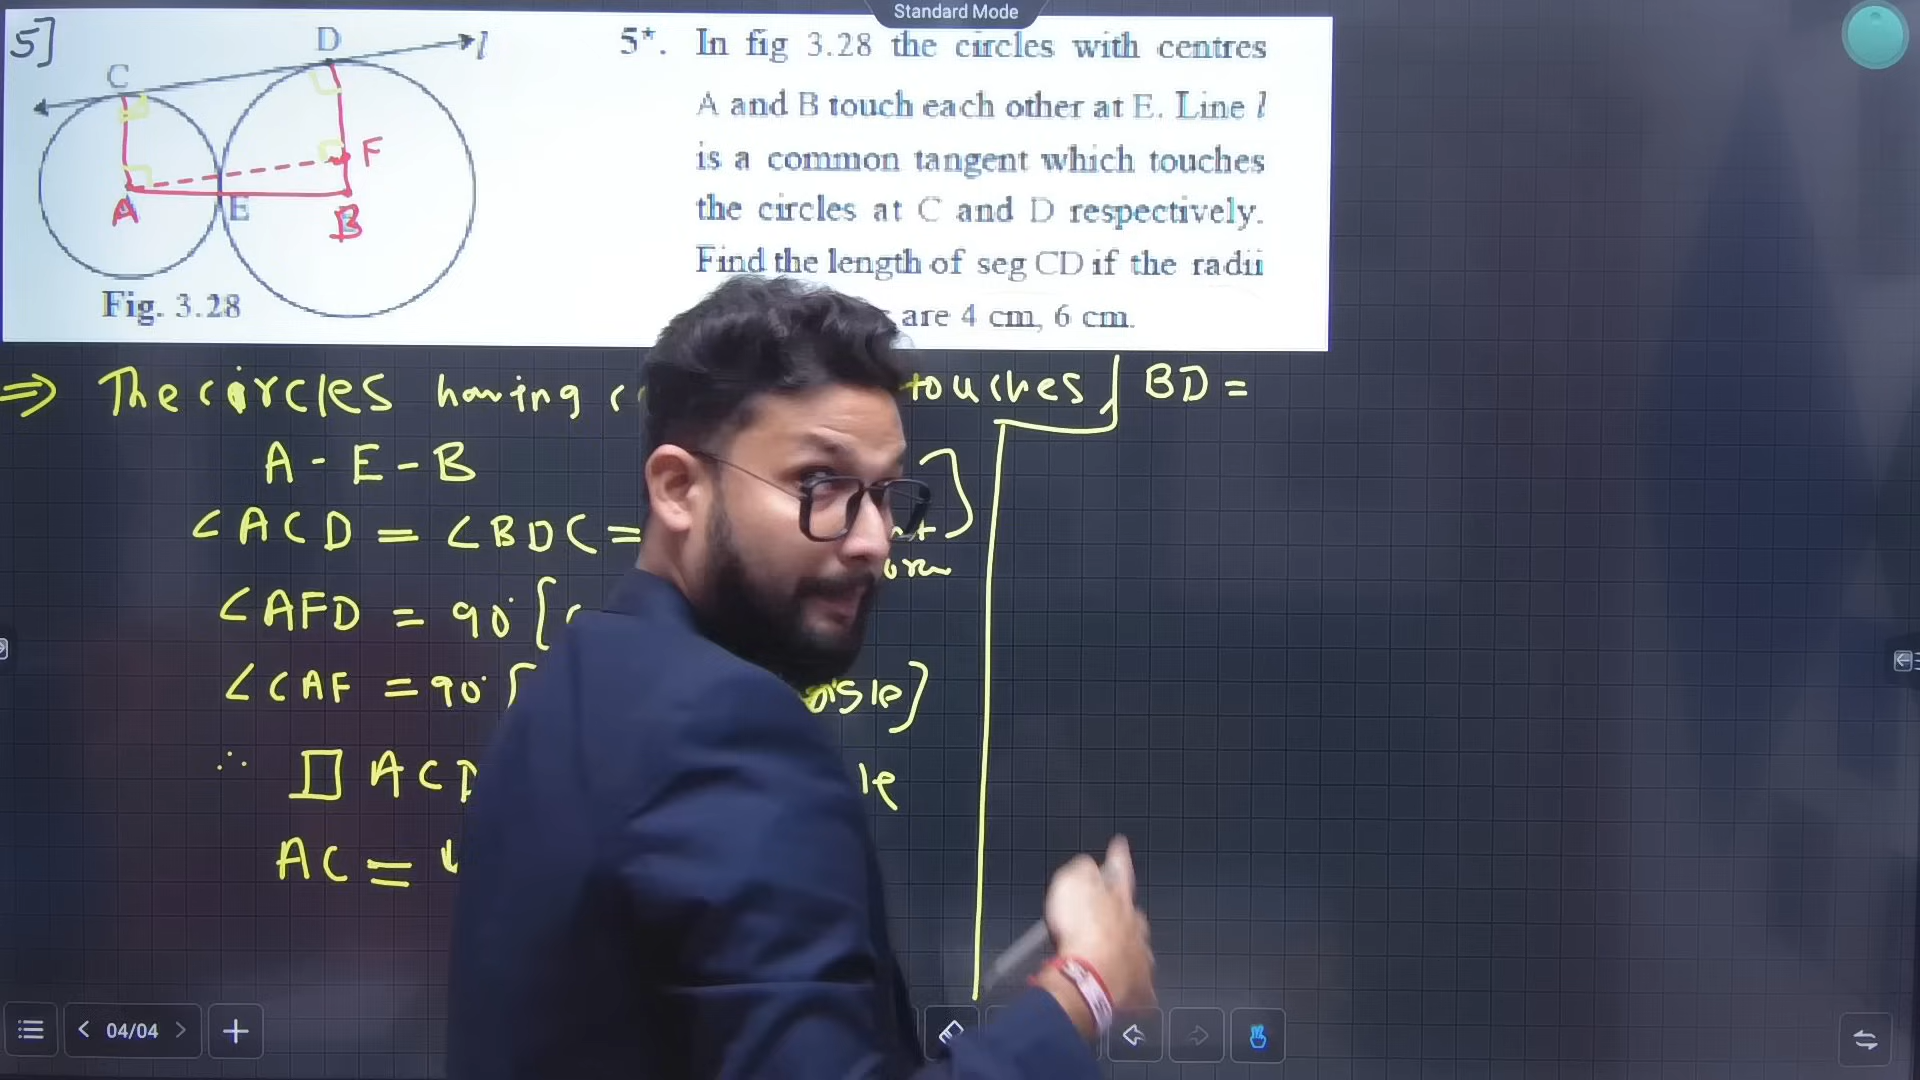 Standard Mode
5]
C
D
l
A
E
B
F
Fig. 3.28
5*. In fig 3.28 the circles with centres
A and B touch each other at E. Line l
is a common tangent which touches
the circles at C and D respectively.
Find the length of seg CD if the radii
are 4 cm, 6 cm.
⇒ The circles having touches
A - E - B
∠ACD = ∠BDC =
∠AFD = 90° [
∠CAF = 90° [ ]
∴ □ AC
AC =
BD =
04/04